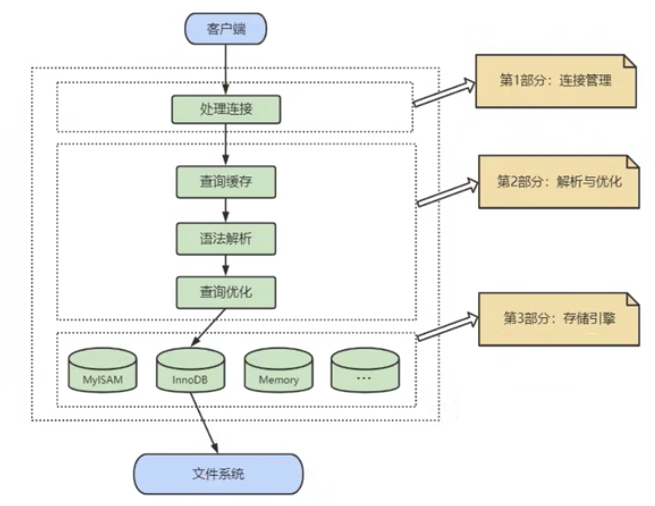 客户端
处理连接
第1部分：连接管理
查询缓存
第2部分：解析与优化
语法解析
查询优化
第3部分：存储引擎
MyISAM
InnoDB
Memory
...
文件系统